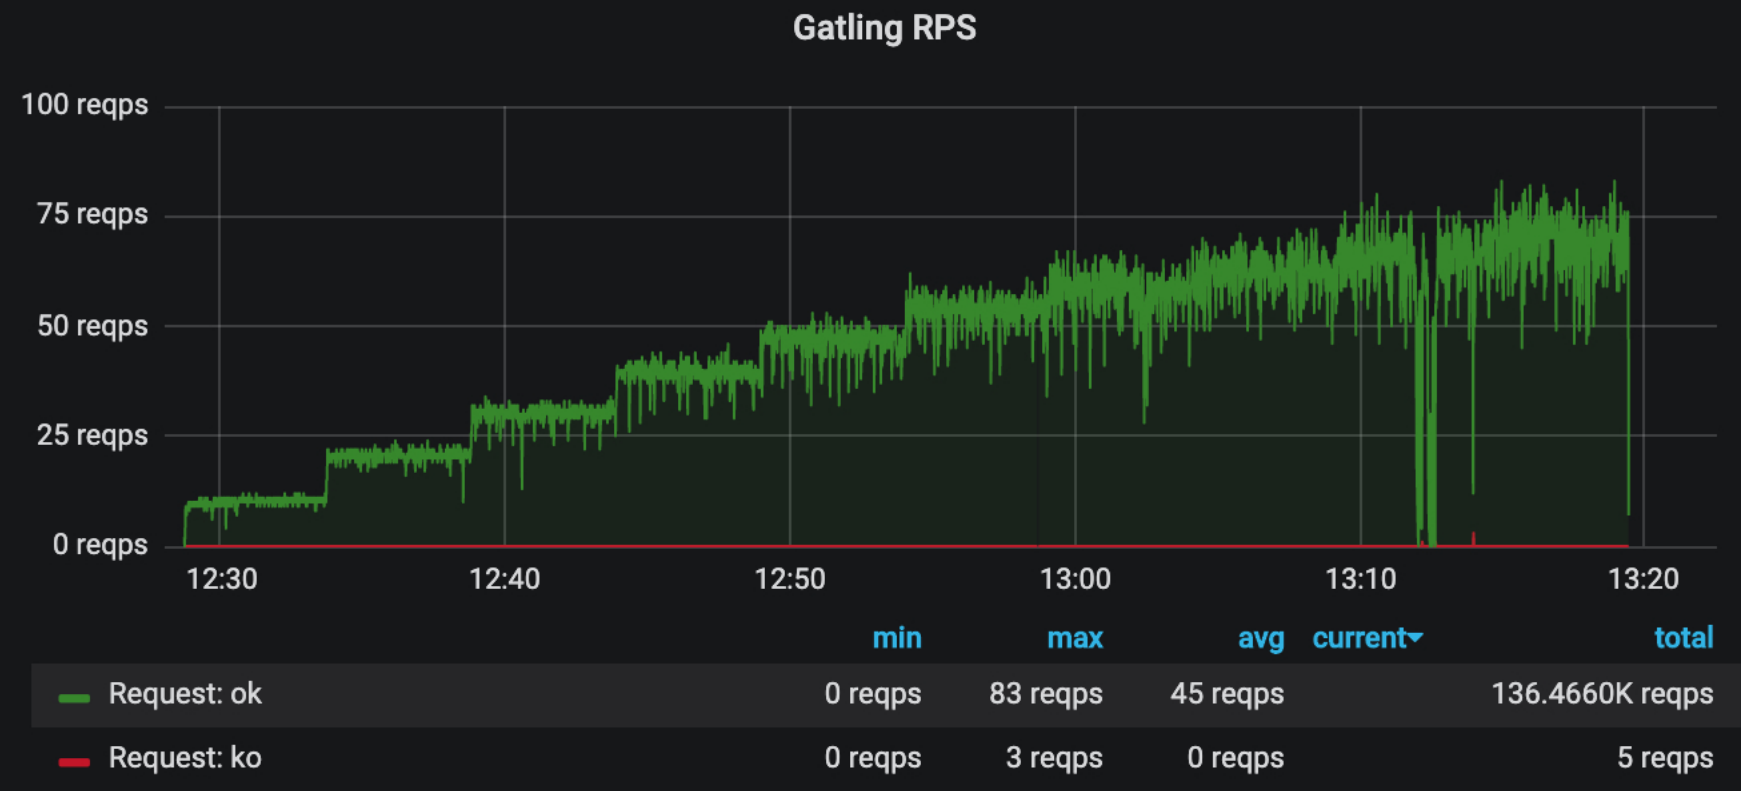 Gatling RPS
100 reqps
75 reqps
50 reqps
25 reqps
0 reqps
12:30 12:40 12:50 13:00 13:10 13:20
min max avg current total
Request: ok 0 reqps 83 reqps 45 reqps 136.4660K reqps
Request: ko 0 reqps 3 reqps 0 reqps 5 reqps